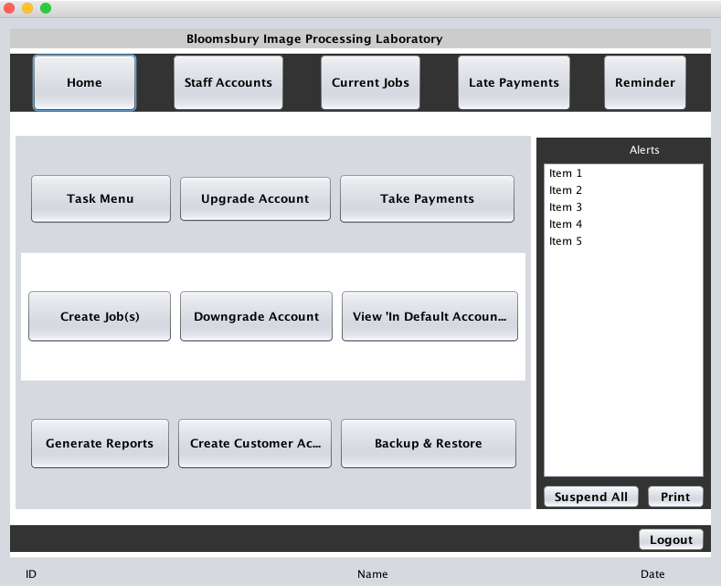 Bloomsbury Image Processing Laboratory
Home Staff Accounts Current Jobs Late Payments Reminder
Alerts
Item 1
Item 2
Item 3
Item 4
Item 5
Task Menu Upgrade Account Take Payments
Create Job(s) Downgrade Account View 'In Default Accoun...
Generate Reports Create Customer Ac... Backup & Restore
Suspend All Print
Logout
ID Name Date